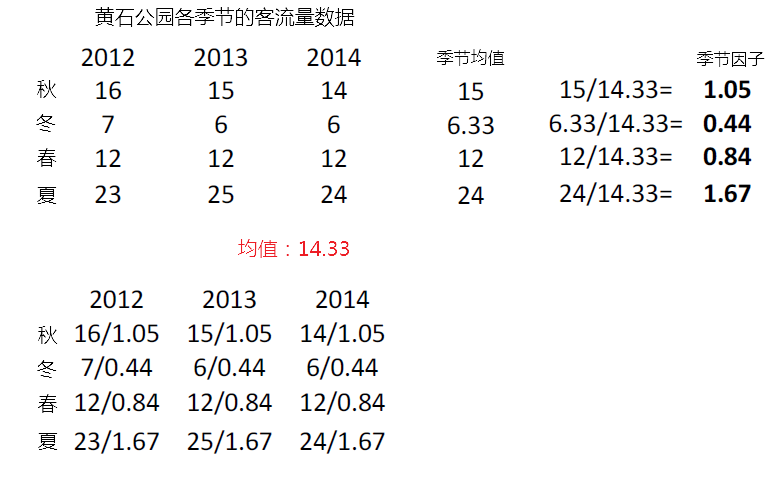 黄石公园各季节的客流量数据
2012 2013 2014 季节均值 季节因子
秋 16 15 14 15 15/14.33= 1.05
冬 7 6 6 6.33 6.33/14.33= 0.44
春 12 12 12 12 12/14.33= 0.84
夏 23 25 24 24 24/14.33= 1.67
均值：14.33
2012 2013 2014
秋 16/1.05 15/1.05 14/1.05
冬 7/0.44 6/0.44 6/0.44
春 12/0.84 12/0.84 12/0.84
夏 23/1.67 25/1.67 24/1.67